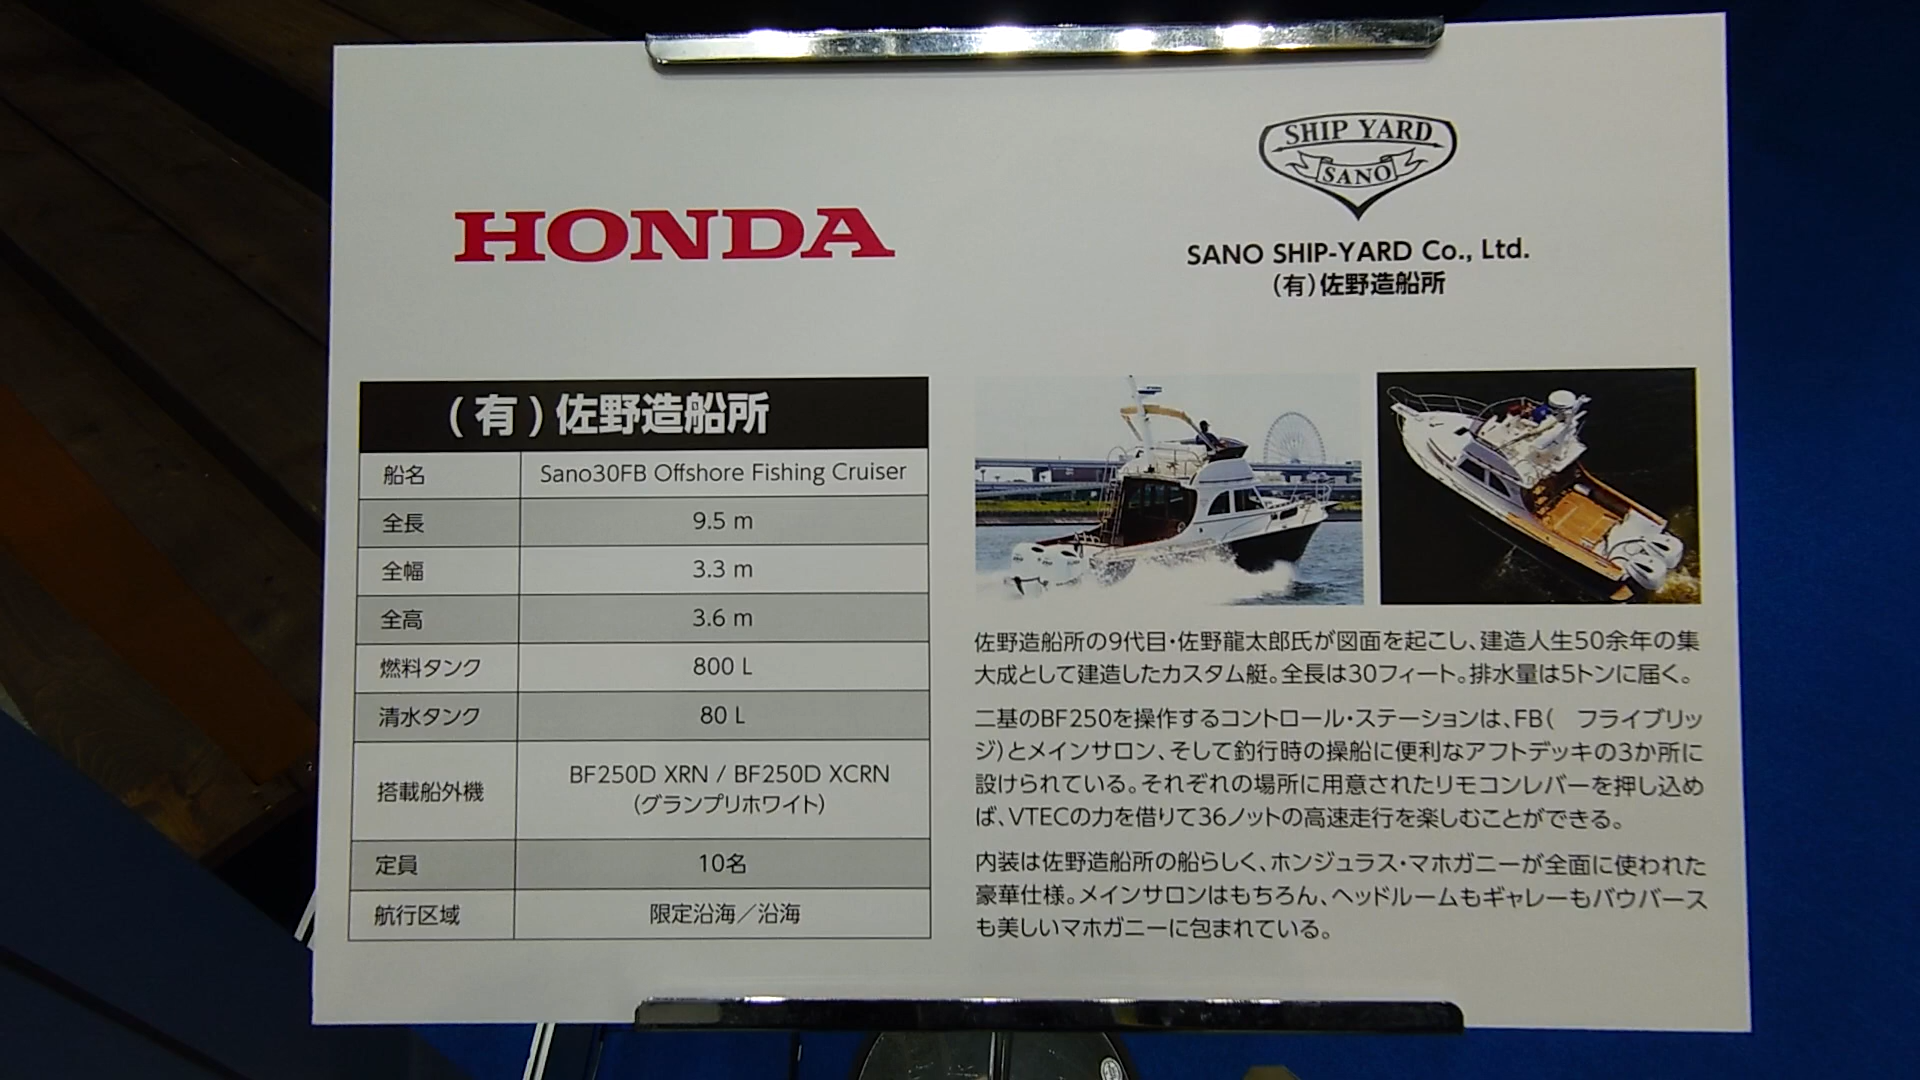 HONDA
SHIP YARD
SANO
SANO SHIP-YARD Co., Ltd.
(有)佐野造船所
(有)佐野造船所
船名 Sano30FB Offshore Fishing Cruiser
全長 9.5 m
全幅 3.3 m
全高 3.6 m
燃料タンク 800 L
清水タンク 80 L
搭載船外機 BF250D XRN / BF250D XCRN
(グランプリホワイト)
定員 10名
航行区域 限定沿海／沿海
佐野造船所の9代目・佐野龍太郎氏が図面を起こし、建造人生50余年の集
大成として建造したカスタム艇。全長は30フィート。排水量は5トンに届く。
二基のBF250を操作するコントロール・ステーションは、FB(　フライブリッ
ジ)とメインサロン、そして釣行時の操船に便利なアフトデッキの3か所に
設けられている。それぞれの場所に用意されたリモコンレバーを押し込め
ば、VTECの力を借りて36ノットの高速走行を楽しむことができる。
内装は佐野造船所の船らしく、ホンジュラス・マホガニーが全面に使われた
豪華仕様。メインサロンはもちろん、ヘッドルームもギャレーもバウバース
も美しいマホガニーに包まれている。